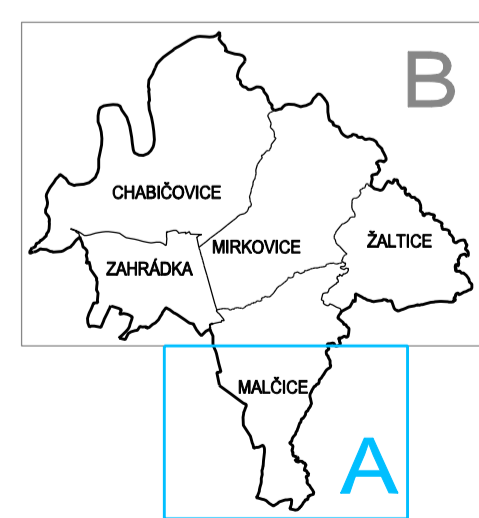 B
CHABIČOVICE
MIRKOVICE
ŽALTICE
ZAHRÁDKA
MALČICE
A